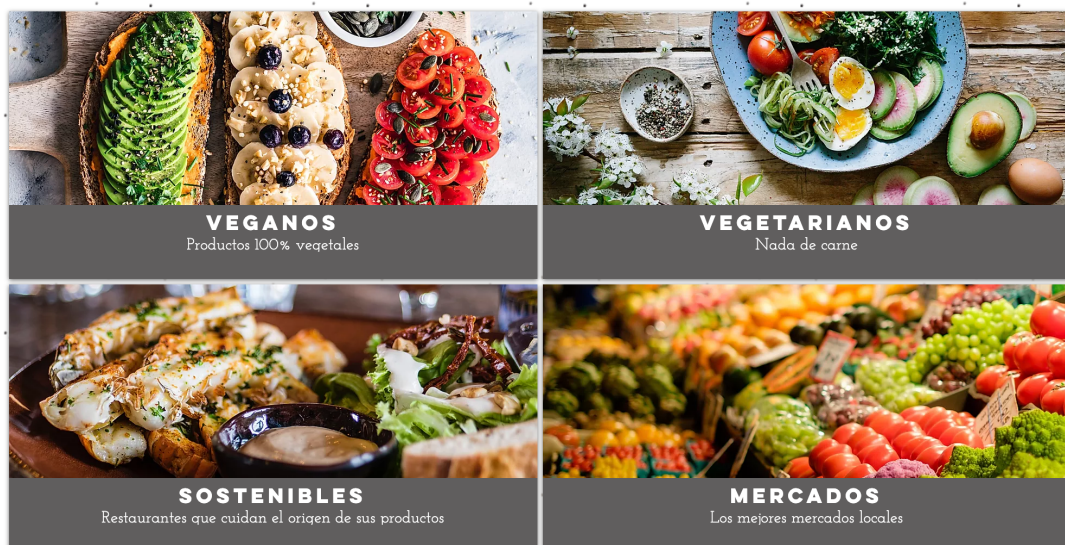 VEGANOS
Productos 100% vegetales
VEGETARIANOS
Nada de carne
SOSTENIBLES
Restaurantes que cuidan el origen de sus productos
MERCADOS
Los mejores mercados locales